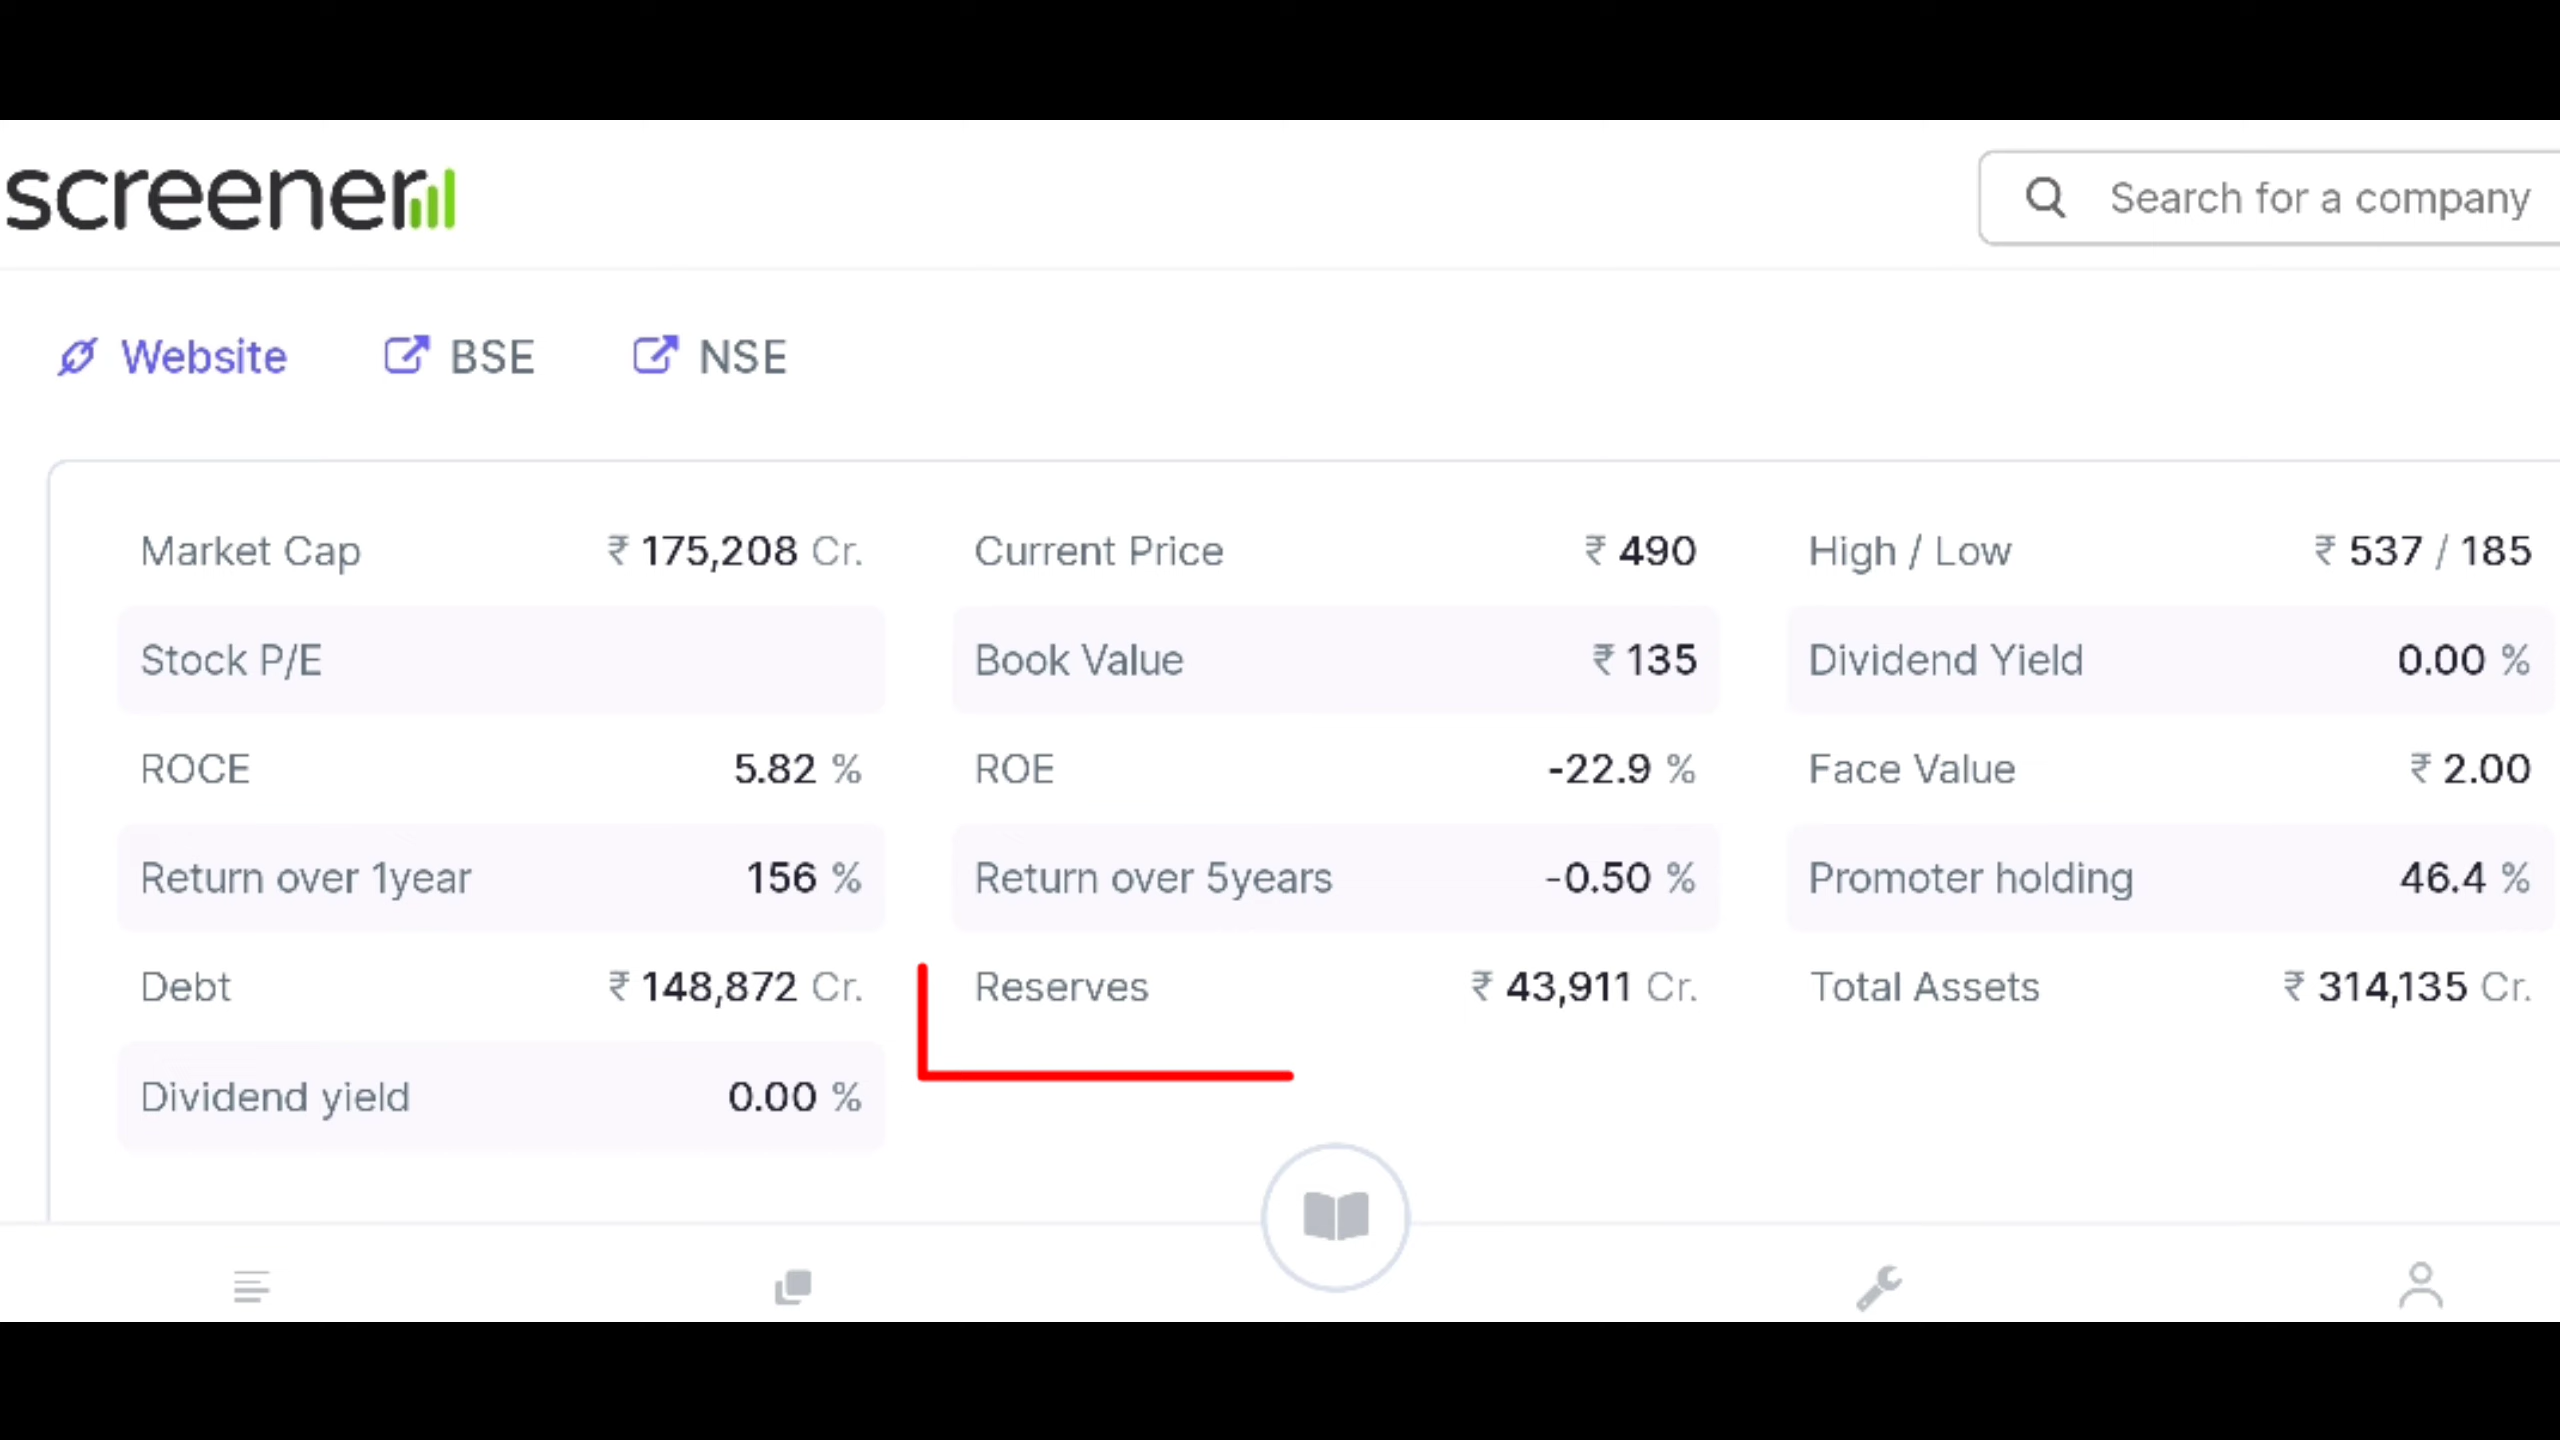 screener
Search for a company
Website BSE NSE
Market Cap ₹ 175,208 Cr. Current Price ₹ 490 High / Low ₹ 537 / 185
Stock P/E Book Value ₹ 135 Dividend Yield 0.00 %
ROCE 5.82 % ROE -22.9 % Face Value ₹ 2.00
Return over 1year 156 % Return over 5years -0.50 % Promoter holding 46.4 %
Debt ₹ 148,872 Cr. Reserves ₹ 43,911 Cr. Total Assets ₹ 314,135 Cr.
Dividend yield 0.00 %